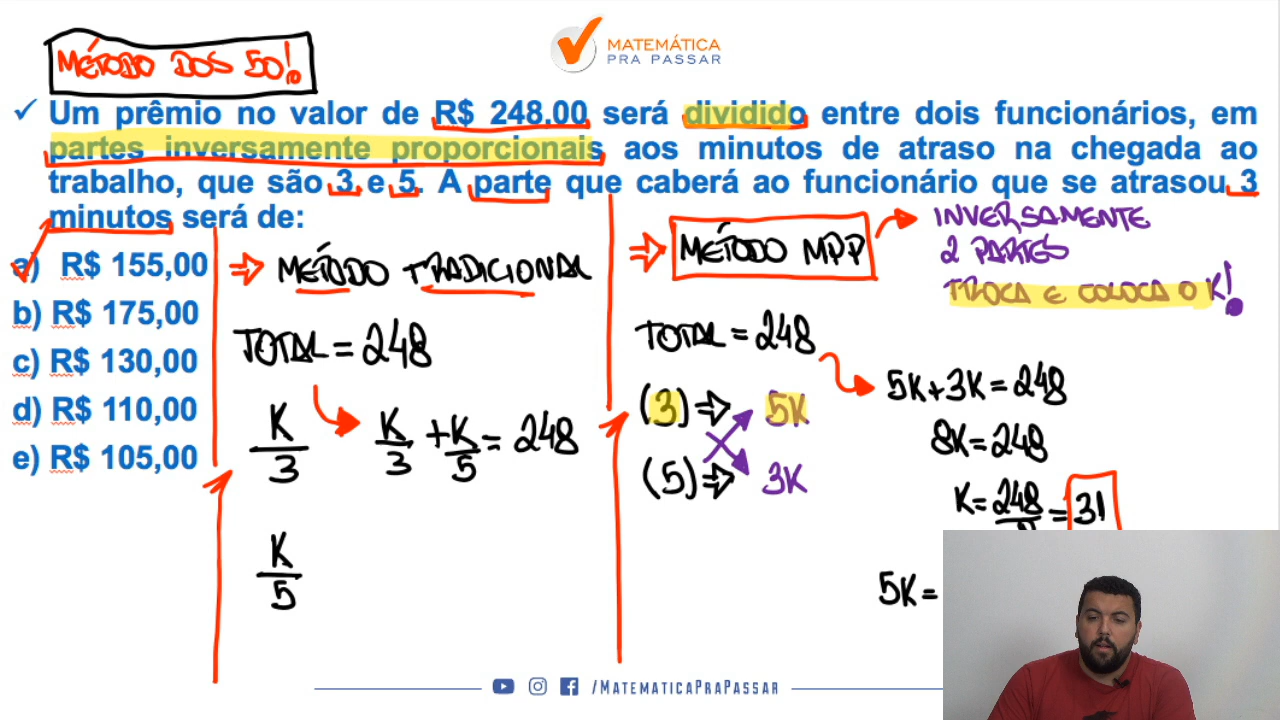 MÉTODO DOS 50!
MATEMÁTICA
PRA PASSAR
✓ Um prêmio no valor de R$ 248,00 será dividido entre dois funcionários, em
partes inversamente proporcionais aos minutos de atraso na chegada ao
trabalho, que são 3 e 5. A parte que caberá ao funcionário que se atrasou 3
minutos será de:
a) R$ 155,00
b) R$ 175,00
c) R$ 130,00
d) R$ 110,00
e) R$ 105,00
⇒ MÉTODO TRADICIONAL
TOTAL = 248
K/3
K/3 + K/5 = 248
K/5
⇒ MÉTODO MPP
INVERSAMENTE
2 PARTES
TROCA E COLOCA O K!
TOTAL = 248
(3) ⇒ 5K
(5) ⇒ 3K
5K+3K=248
8K=248
K=248/8=31
5K=
/MATEMATICAPRAPASSAR